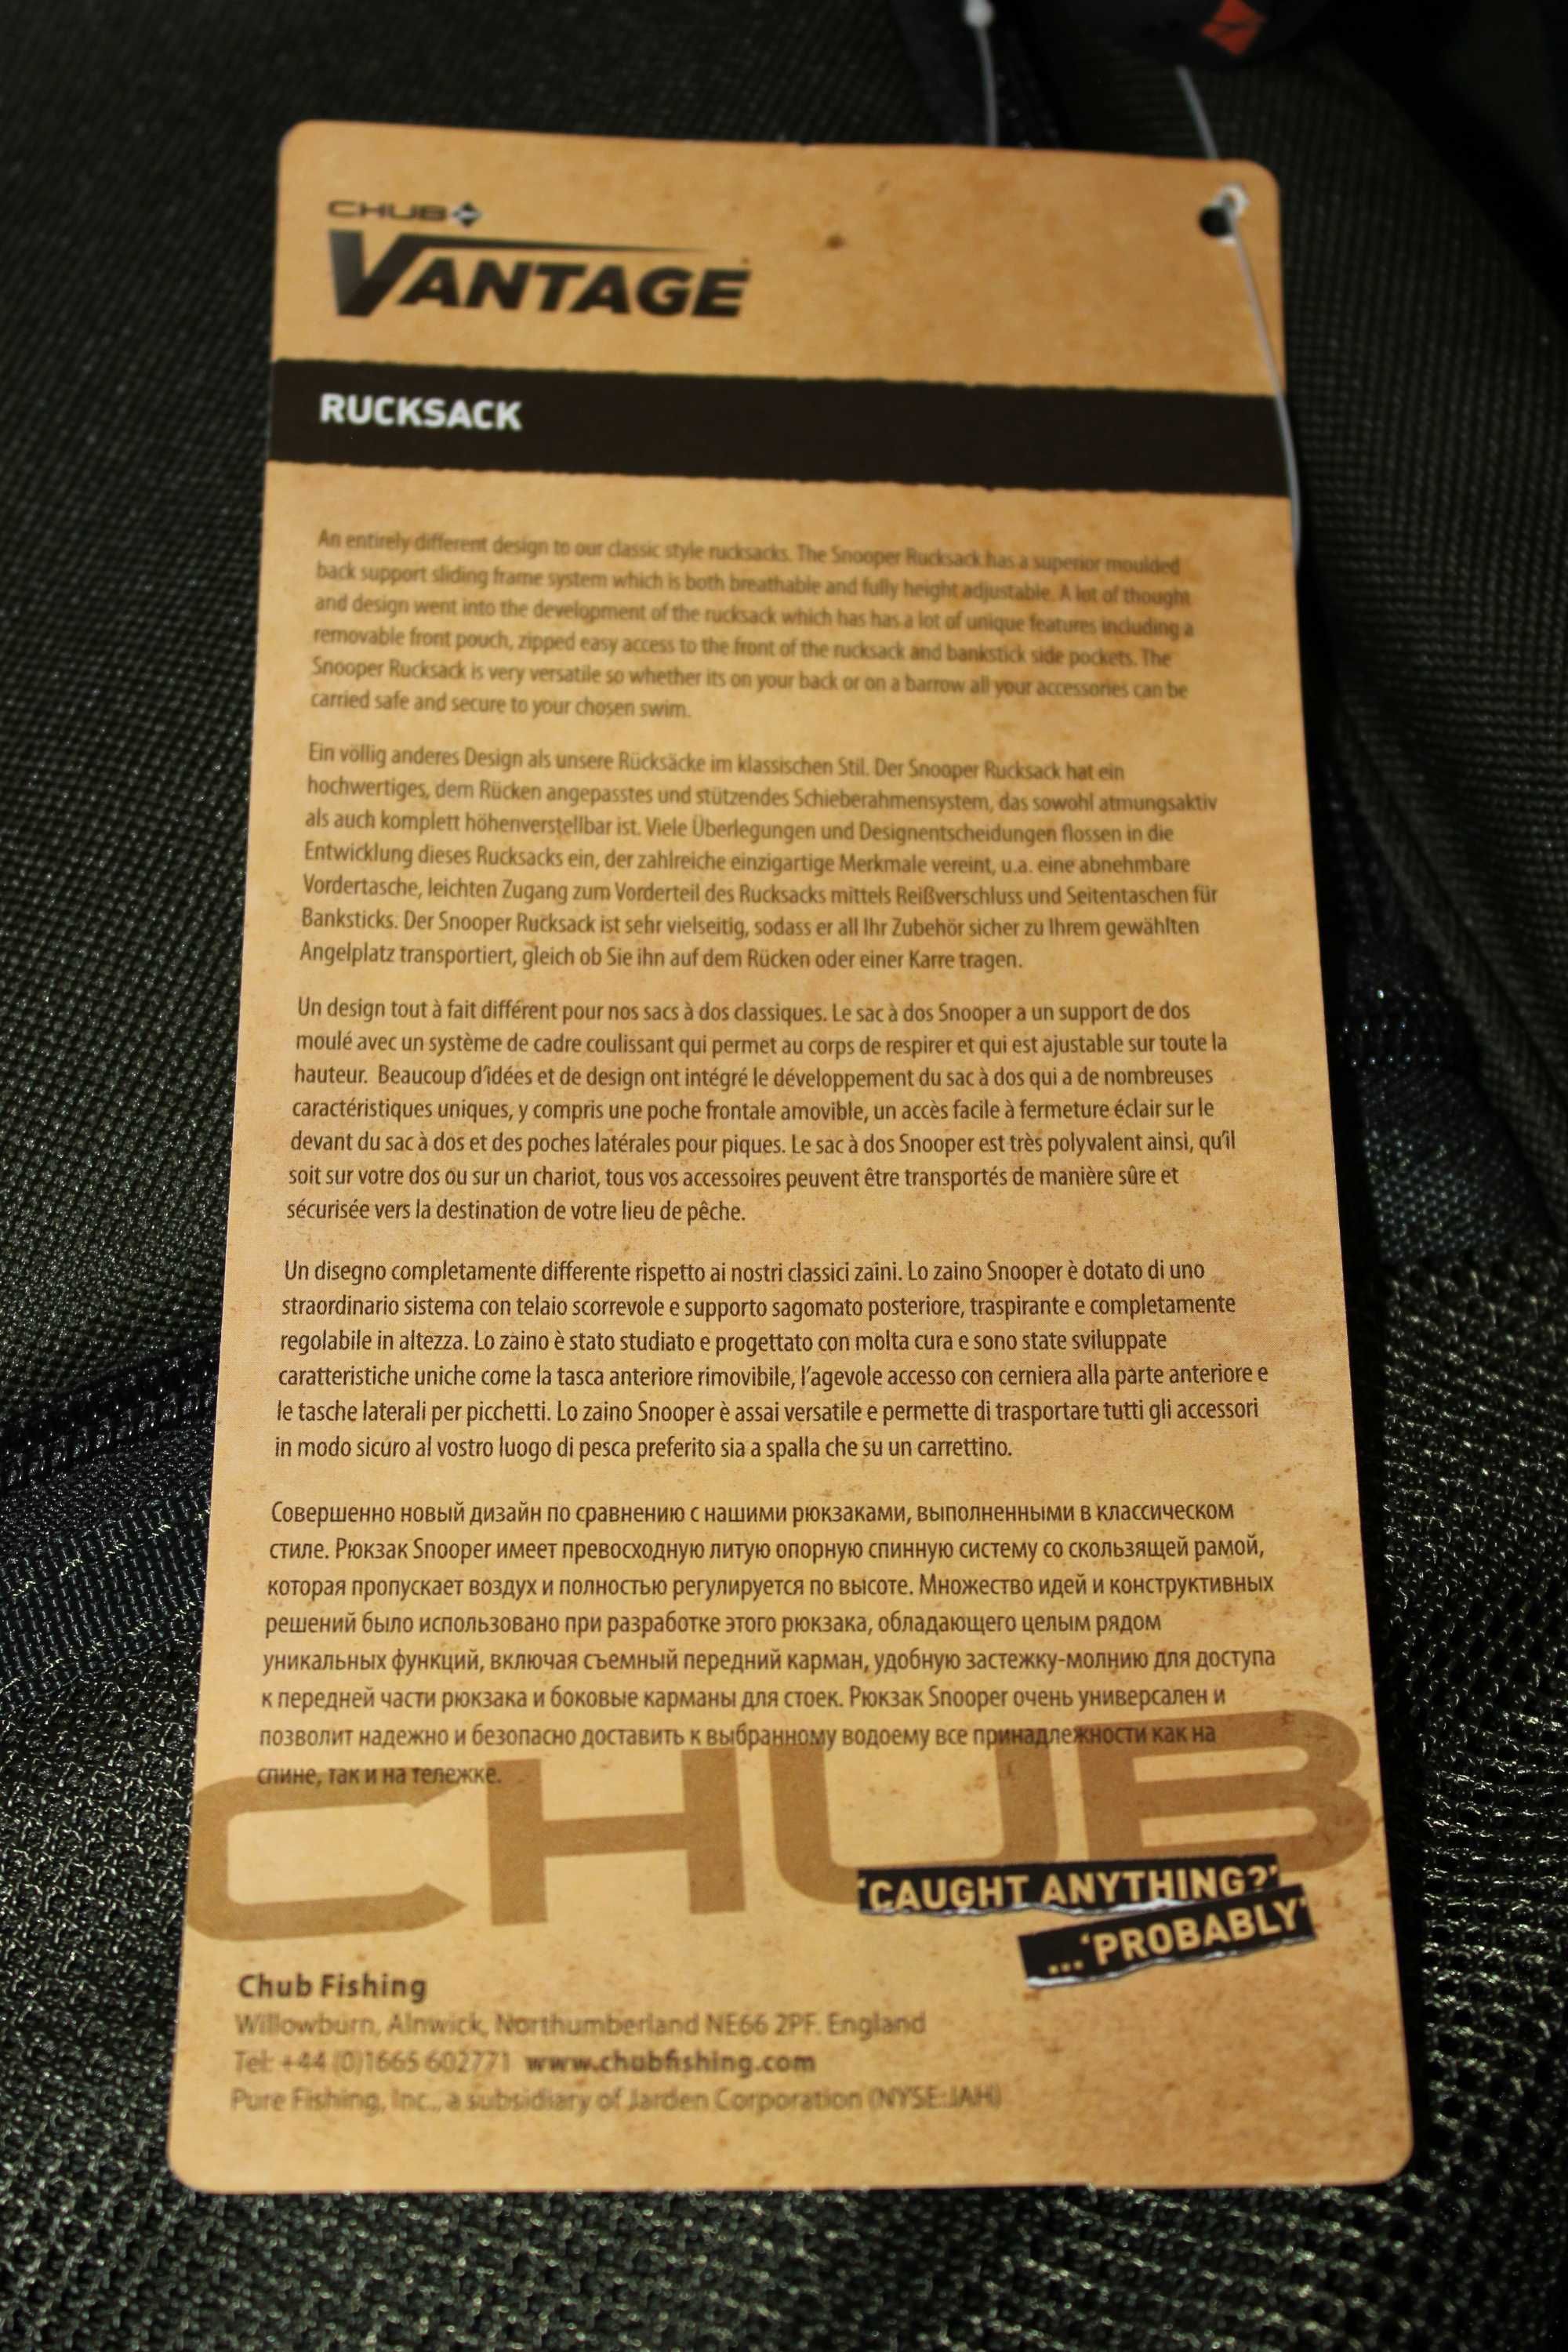 CHUB
VANTAGE
RUCKSACK
An entirely different design to our classic style rucksacks. The Snooper Rucksack has a superior moulded
back support sliding frame system which is both breathable and fully height adjustable. A lot of thought
and design went into the development of the rucksack which has has a lot of unique features including a
removable front pouch, zipped easy access to the front of the rucksack and bankstick side pockets. The
Snooper Rucksack is very versatile so whether its on your back or on a barrow all your accessories can be
carried safe and secure to your chosen swim.
Ein völlig anderes Design als unsere Rücksäcke im klassischen Stil. Der Snooper Rucksack hat ein
hochwertiges, dem Rücken angepasstes und stützendes Schieberahmensystem, das sowohl atmungsaktiv
als auch komplett höhenverstellbar ist. Viele Überlegungen und Designentscheidungen flossen in die
Entwicklung dieses Rucksacks ein, der zahlreiche einzigartige Merkmale vereint, u.a. eine abnehmbare
Vordertasche, leichten Zugang zum Vorderteil des Rucksacks mittels Reißverschluss und Seitentaschen für
Banksticks. Der Snooper Rucksack ist sehr vielseitig, sodass er all Ihr Zubehör sicher zu Ihrem gewählten
Angelplatz transportiert, gleich ob Sie ihn auf dem Rücken oder einer Karre tragen.
Un design tout à fait différent pour nos sacs à dos classiques. Le sac à dos Snooper a un support de dos
moulé avec un système de cadre coulissant qui permet au corps de respirer et qui est ajustable sur toute la
hauteur. Beaucoup d'idées et de design ont intégré le développement du sac à dos qui a de nombreuses
caractéristiques uniques, y compris une poche frontale amovible, un accès facile à fermeture éclair sur le
devant du sac à dos et des poches latérales pour piques. Le sac à dos Snooper est très polyvalent ainsi, qu'il
soit sur votre dos ou sur un chariot, tous vos accessoires peuvent être transportés de manière sûre et
sécurisée vers la destination de votre lieu de pêche.
Un disegno completamente differente rispetto ai nostri classici zaini. Lo zaino Snooper è dotato di uno
straordinario sistema con telaio scorrevole e supporto sagomato posteriore, traspirante e completamente
regolabile in altezza. Lo zaino è stato studiato e progettato con molta cura e sono state sviluppate
caratteristiche uniche come la tasca anteriore rimovibile, l'agevole accesso con cerniera alla parte anteriore e
le tasche laterali per picchetti. Lo zaino Snooper è assai versatile e permette di trasportare tutti gli accessori
in modo sicuro al vostro luogo di pesca preferito sia a spalla che su un carrettino.
Совершенно новый дизайн по сравнению с нашими рюкзаками, выполненными в классическом
стиле. Рюкзак Snooper имеет превосходную литую опорную спинную систему со скользящей рамой,
которая пропускает воздух и полностью регулируется по высоте. Множество идей и конструктивных
решений было использовано при разработке этого рюкзака, обладающего целым рядом
уникальных функций, включая съемный передний карман, удобную застежку-молнию для доступа
к передней части рюкзака и боковые карманы для стоек. Рюкзак Snooper очень универсален и
позволит надежно и безопасно доставить к выбранному водоему все принадлежности как на
спине, так и на тележке.
CHUB
'CAUGHT ANYTHING?'
...'PROBABLY'
Chub Fishing
Willowburn, Alnwick, Northumberland NE66 2PF. England
Tel: +44 (0)1665 602771 www.chubfishing.com
Pure Fishing, Inc., a subsidiary of Jarden Corporation (NYSE:JAH)